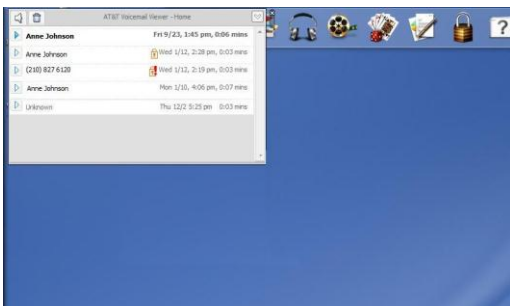 AT&T Voicemail Viewer - Home
Anne Johnson Fri 9/23, 1:45 pm, 0:06 mins
Anne Johnson Wed 1/12, 2:28 pm, 0:03 mins
(210) 827 6120 Wed 1/12, 2:19 pm, 0:03 mins
Anne Johnson Mon 1/10, 4:06 pm, 0:07 mins
Unknown Thu 12/2 5:25 pm 0:03 mins
?